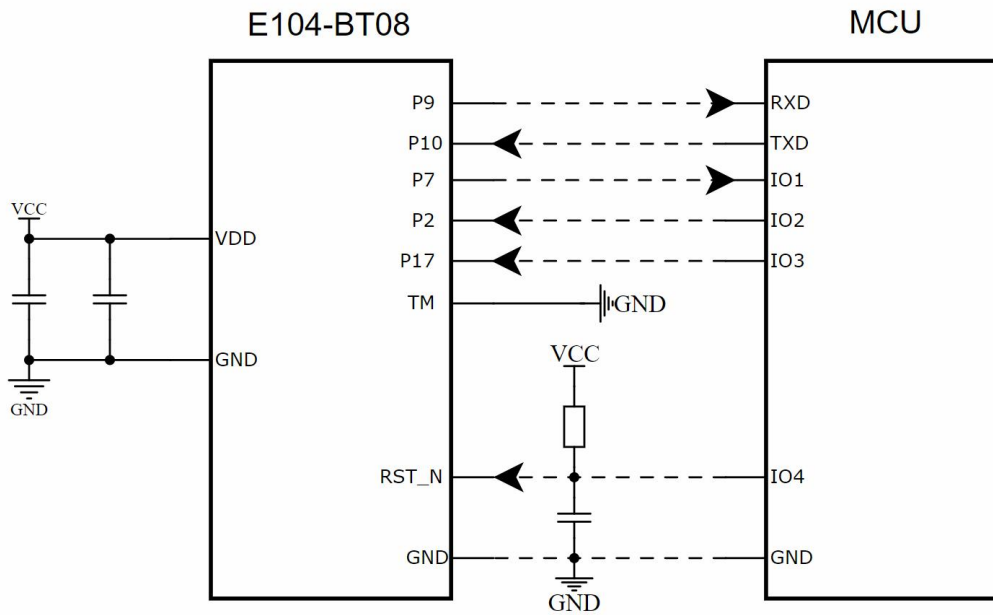 E104-BT08
MCU
P9
RXD
P10
TXD
P7
IO1
VCC
P2
IO2
VDD
P17
IO3
TM
GND
VCC
GND
GND
RST_N
IO4
GND
GND
GND